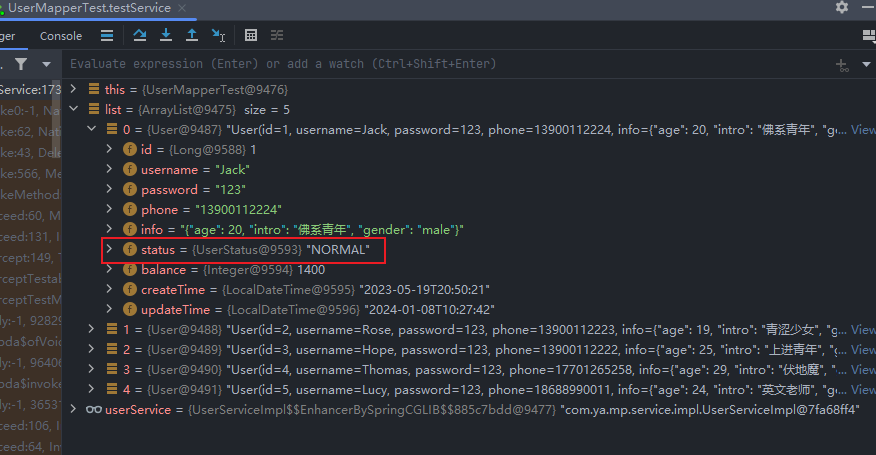 UserMapperTest.testService
ger Console
Evaluate expression (Enter) or add a watch (Ctrl+Shift+Enter)
Service:173
this = {UserMapperTest@9476}
ke0:-1, Na
list = {ArrayList@9475} size = 5
ke:62, Nati
0 = {User@9487} "User(id=1, username=Jack, password=123, phone=13900112224, info={"age": 20, "intro": "佛系青年", "ge... View
ke:43, Dele
id = {Long@9588} 1
oke:566, Me
username = "Jack"
keMethod
password = "123"
ceed:60, M
phone = "13900112224"
ceed:131, I
info = "{"age": 20, "intro": "佛系青年", "gender": "male"}"
rcept:149, T
status = {UserStatus@9593} "NORMAL"
erceptTestab
balance = {Integer@9594} 1400
erceptTestM
createTime = {LocalDateTime@9595} "2023-05-19T20:50:21"
ly:-1, 92829
updateTime = {LocalDateTime@9596} "2024-01-08T10:27:42"
oda$ofVoid
1 = {User@9488} "User(id=2, username=Rose, password=123, phone=13900112223, info={"age": 19, "intro": "青涩少女", "g... View
ly:-1, 96406
2 = {User@9489} "User(id=3, username=Hope, password=123, phone=13900112222, info={"age": 25, "intro": "上进青年", "... View
oda$invoke
3 = {User@9490} "User(id=4, username=Thomas, password=123, phone=17701265258, info={"age": 29, "intro": "伏地魔", "... View
ly:-1, 36531
4 = {User@9491} "User(id=5, username=Lucy, password=123, phone=18688990011, info={"age": 24, "intro": "英文老师", "g... View
ceed:106, I
userService = {UserServiceImpl$$EnhancerBySpringCGLIB$$885c7bdd@9477} "com.ya.mp.service.impl.UserServiceImpl@7fa68ff4"
ceed:64, In